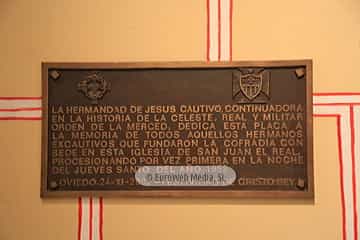 LA HERMANDAD DE JESUS CAUTIVO, CONTINUADORA
EN LA HISTORIA DE LA CELESTE, REAL Y MILITAR
ORDEN DE LA MERCED, DEDICA ESTA PLACA A
LA MEMORIA DE TODOS AQUELLOS HERMANOS
EXCAUTIVOS QUE FUNDARON LA COFRADIA CON
SEDE EN ESTA IGLESIA DE SAN JUAN EL REAL,
PROCESIONANDO POR VEZ PRIMERA EN LA NOCHE
DEL JUEVES SANTO, DEL AÑO
© EuroWeb Media, SL
OVIEDO CRISTO REY